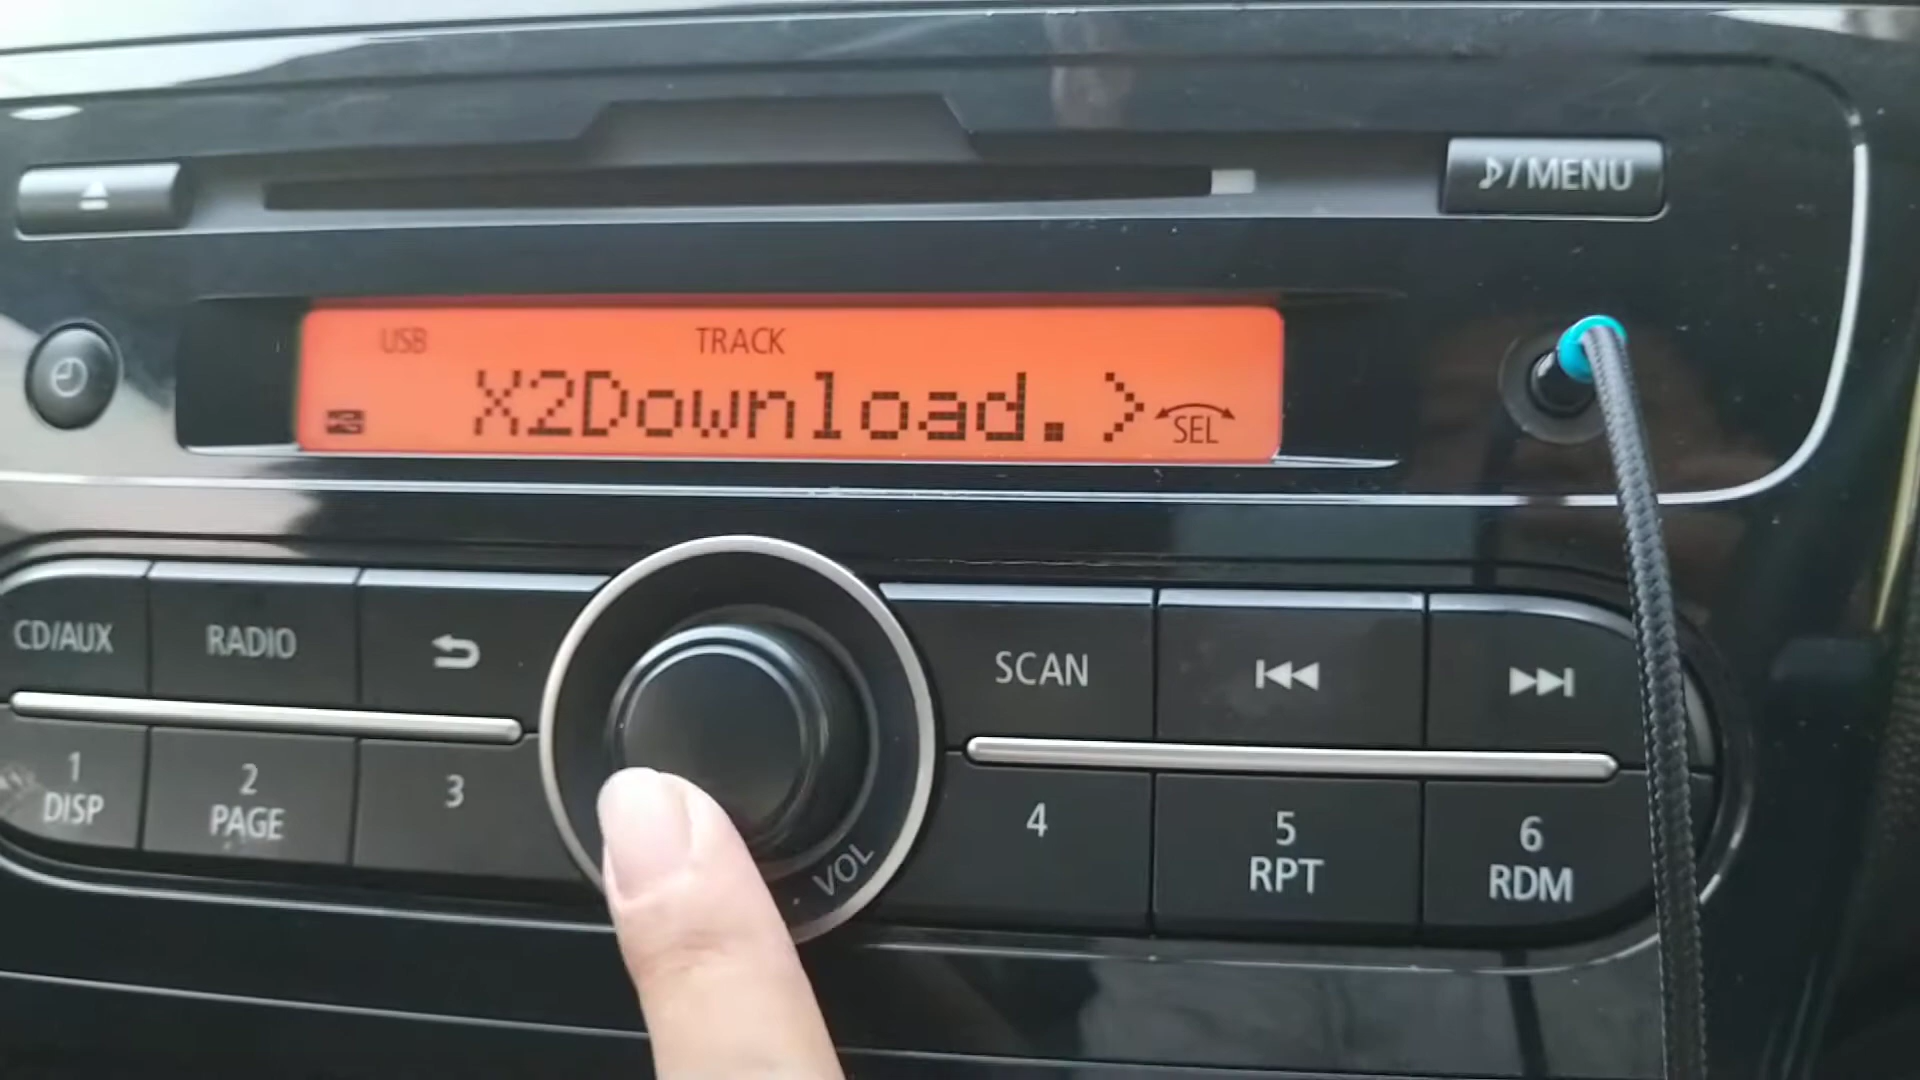 ♪/MENU
USB TRACK
X2Download.>
SEL
CD/AUX RADIO
SCAN
1 DISP
2 PAGE
3
VOL
4
5 RPT
6 RDM